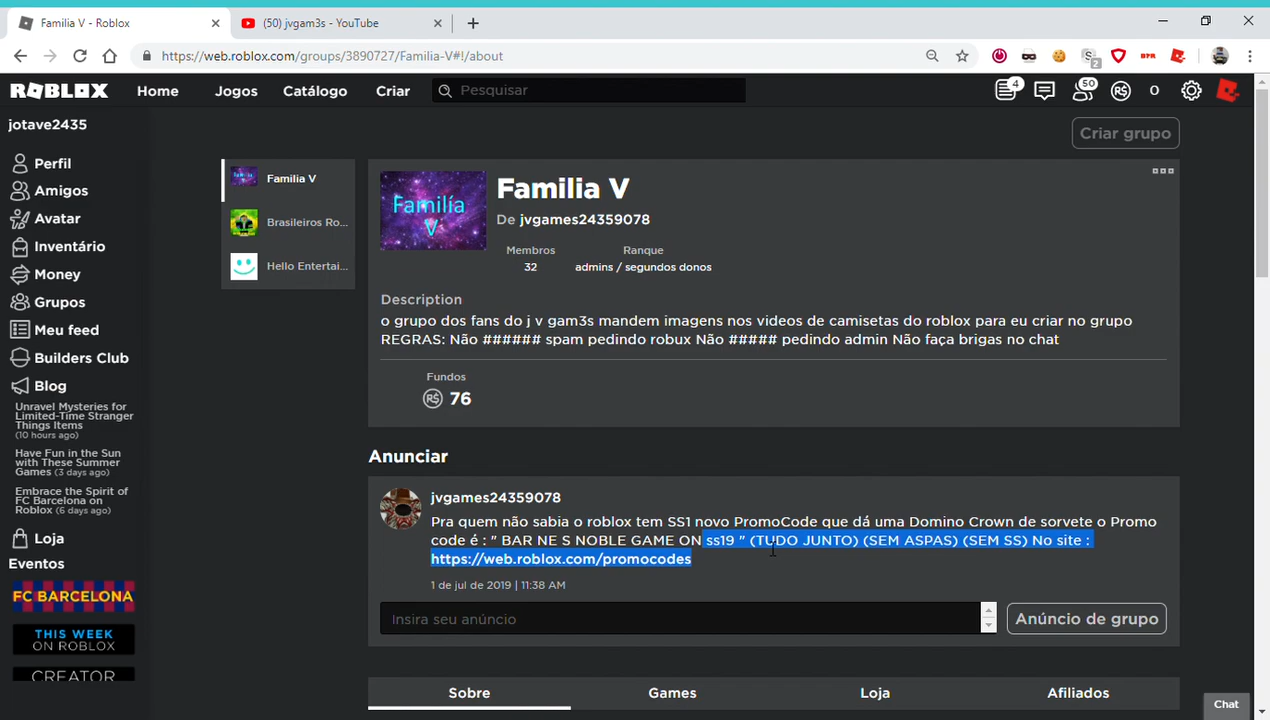 Familia V - Roblox
(50) jvgam3s - YouTube
https://web.roblox.com/groups/3890727/Familia-V#!/about
2
ROBLOX
Home
Jogos
Catálogo
Criar
Pesquisar
4
50
R$
0
jotave2435
Perfil
Amigos
Avatar
Inventário
Money
Grupos
Meu feed
Builders Club
Blog
Unravel Mysteries for
Limited-Time Stranger
Things Items
(10 hours ago)
Have Fun in the Sun
with These Summer
Games (3 days ago)
Embrace the Spirit of
FC Barcelona on
Roblox (6 days ago)
Loja
Eventos
FC BARCELONA
THIS WEEK
ON ROBLOX
CREATOR
Familia V
Brasileiros Ro...
Hello Entertai...
Criar grupo
Família
V
Familia V
De jvgames24359078
Membros
32
Ranque
admins / segundos donos
Description
o grupo dos fans do j v gam3s mandem imagens nos videos de camisetas do roblox para eu criar no grupo
REGRAS: Não ###### spam pedindo robux Não ##### pedindo admin Não faça brigas no chat
Fundos
R$ 76
Anunciar
jvgames24359078
Pra quem não sabia o roblox tem SS1 novo PromoCode que dá uma Domino Crown de sorvete o Promo
code é : " BAR NE S NOBLE GAME ON ss19 " (TUDO JUNTO) (SEM ASPAS) (SEM SS) No site :
https://web.roblox.com/promocodes
1 de jul de 2019 | 11:38 AM
Insira seu anúncio
Anúncio de grupo
Sobre
Games
Loja
Afiliados
Chat